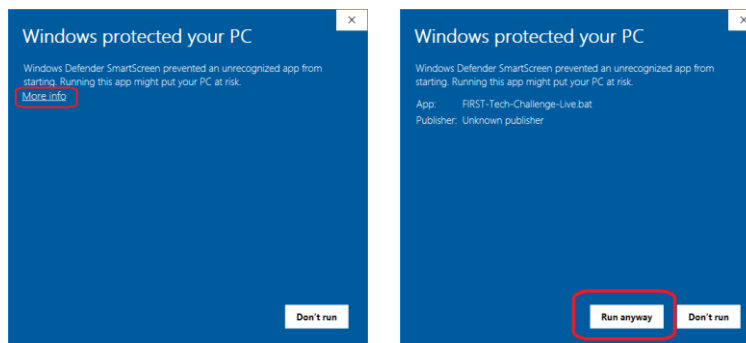 Windows protected your PC
Windows Defender SmartScreen prevented an unrecognized app from
starting. Running this app might put your PC at risk.
More info
Don't run
Windows protected your PC
Windows Defender SmartScreen prevented an unrecognized app from
starting. Running this app might put your PC at risk.
App: FIRST-Tech-Challenge-Live.bat
Publisher: Unknown publisher
Run anyway Don't run